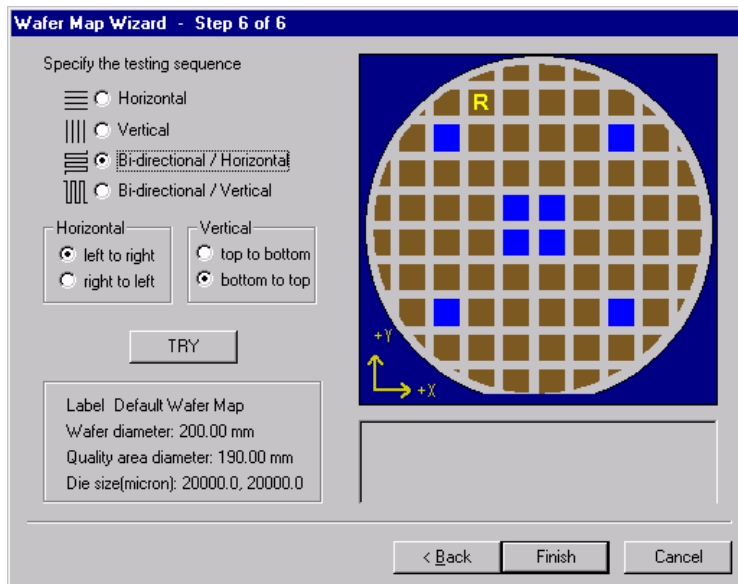 Wafer Map Wizard - Step 6 of 6
Specify the testing sequence
Horizontal
Vertical
Bi-directional / Horizontal
Bi-directional / Vertical
Horizontal
left to right
right to left
Vertical
top to bottom
bottom to top
TRY
Label Default Wafer Map
Wafer diameter: 200.00 mm
Quality area diameter: 190.00 mm
Die size(micron): 20000.0, 20000.0
R
+Y
+X
< Back
Finish
Cancel